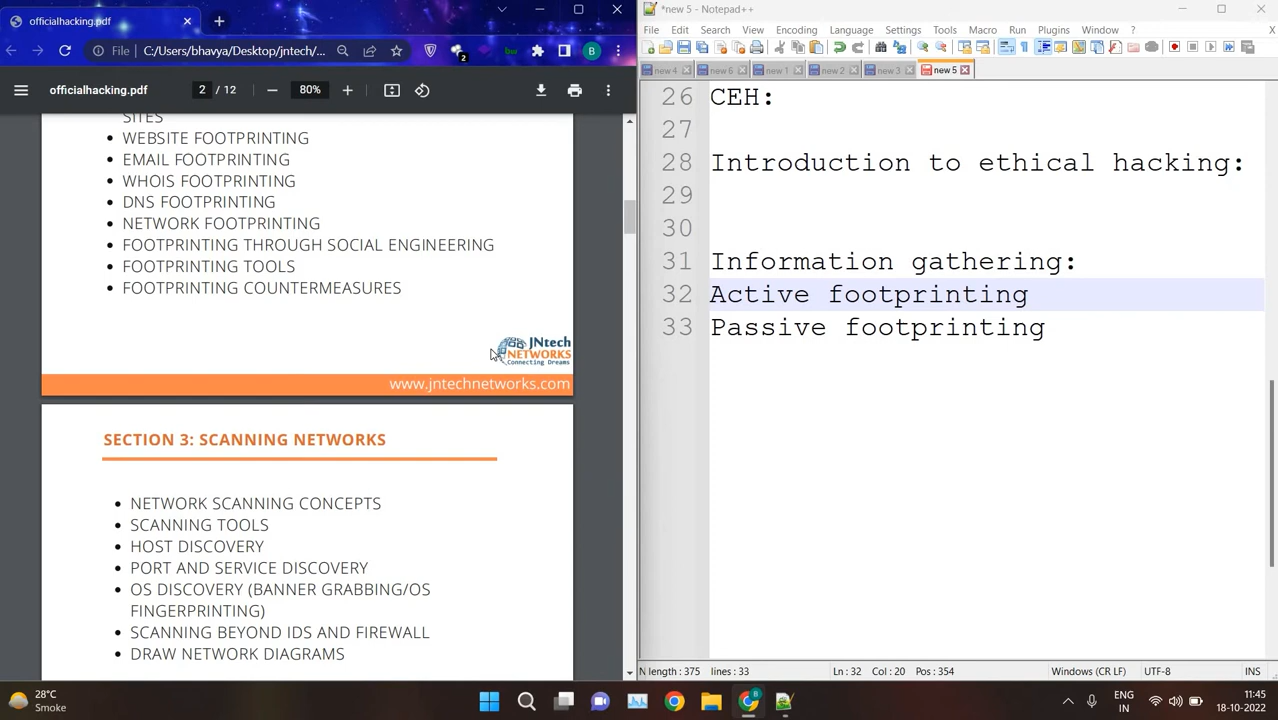 officialhacking.pdf
File C:/Users/bhavya/Desktop/jntech/...
2
B
officialhacking.pdf 2 / 12 80%
SITES
WEBSITE FOOTPRINTING
EMAIL FOOTPRINTING
WHOIS FOOTPRINTING
DNS FOOTPRINTING
NETWORK FOOTPRINTING
FOOTPRINTING THROUGH SOCIAL ENGINEERING
FOOTPRINTING TOOLS
FOOTPRINTING COUNTERMEASURES
JNtech
NETWORKS
Connecting Dreams
www.jntechnetworks.com
SECTION 3: SCANNING NETWORKS
NETWORK SCANNING CONCEPTS
SCANNING TOOLS
HOST DISCOVERY
PORT AND SERVICE DISCOVERY
OS DISCOVERY (BANNER GRABBING/OS
FINGERPRINTING)
SCANNING BEYOND IDS AND FIREWALL
DRAW NETWORK DIAGRAMS
*new 5 - Notepad++
File Edit Search View Encoding Language Settings Tools Macro Run Plugins Window ?
new 4 new 6 new 1 new 2 new 3 new 5
26 CEH:
27
28 Introduction to ethical hacking:
29
30
31 Information gathering:
32 Active footprinting
33 Passive footprinting
N length : 375 lines : 33 Ln : 32 Col : 20 Pos : 354 Windows (CR LF) UTF-8 INS
28°C
Smoke
B
ENG
IN
11:45
18-10-2022